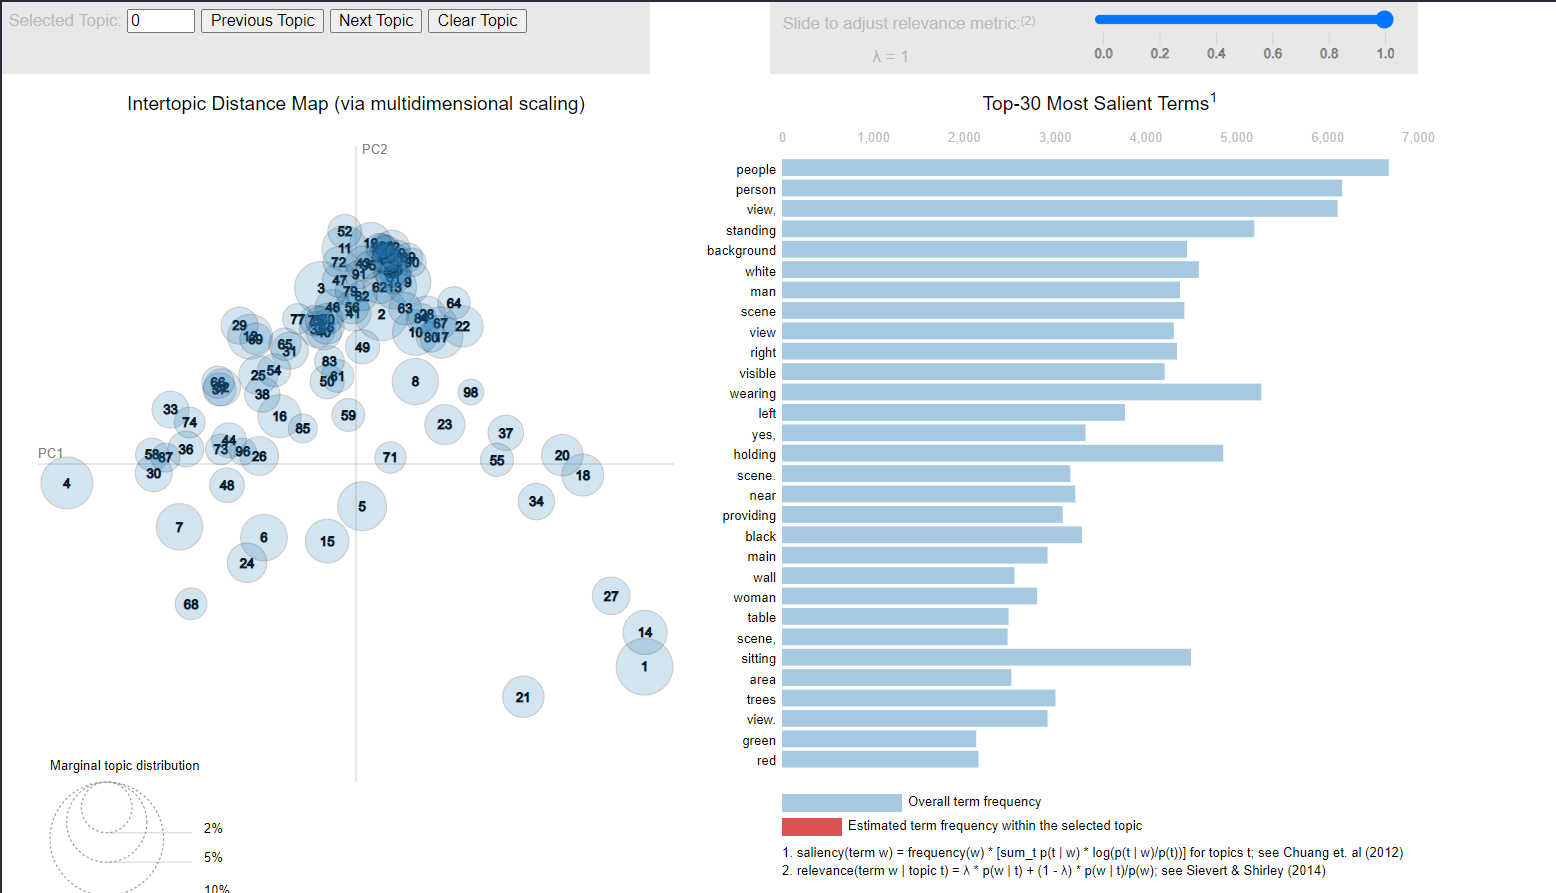 Selected Topic: 0 Previous Topic Next Topic Clear Topic
Slide to adjust relevance metric:(2)
λ = 1
0.0 0.2 0.4 0.6 0.8 1.0
Intertopic Distance Map (via multidimensional scaling)
PC2
PC1
52
11
72
91
47
3
79
82
46
56
41
2
62
13
9
90
63
64
28
67
22
10
80
17
77
29
69
65
31
49
83
61
50
25
54
38
8
98
66
33
74
16
85
59
23
37
44
36
73
96
26
58
87
30
71
55
20
18
4
48
5
34
7
6
15
24
68
27
14
1
21
Marginal topic distribution
2%
5%
10%
Top-30 Most Salient Terms1
0 1,000 2,000 3,000 4,000 5,000 6,000 7,000
people
person
view,
standing
background
white
man
scene
view
right
visible
wearing
left
yes,
holding
scene.
near
providing
black
main
wall
woman
table
scene,
sitting
area
trees
view.
green
red
Overall term frequency
Estimated term frequency within the selected topic
1. saliency(term w) = frequency(w) * [sum_t p(t | w) * log(p(t | w)/p(t))] for topics t; see Chuang et. al (2012)
2. relevance(term w | topic t) = λ * p(w | t) + (1 - λ) * p(w | t)/p(w); see Sievert & Shirley (2014)